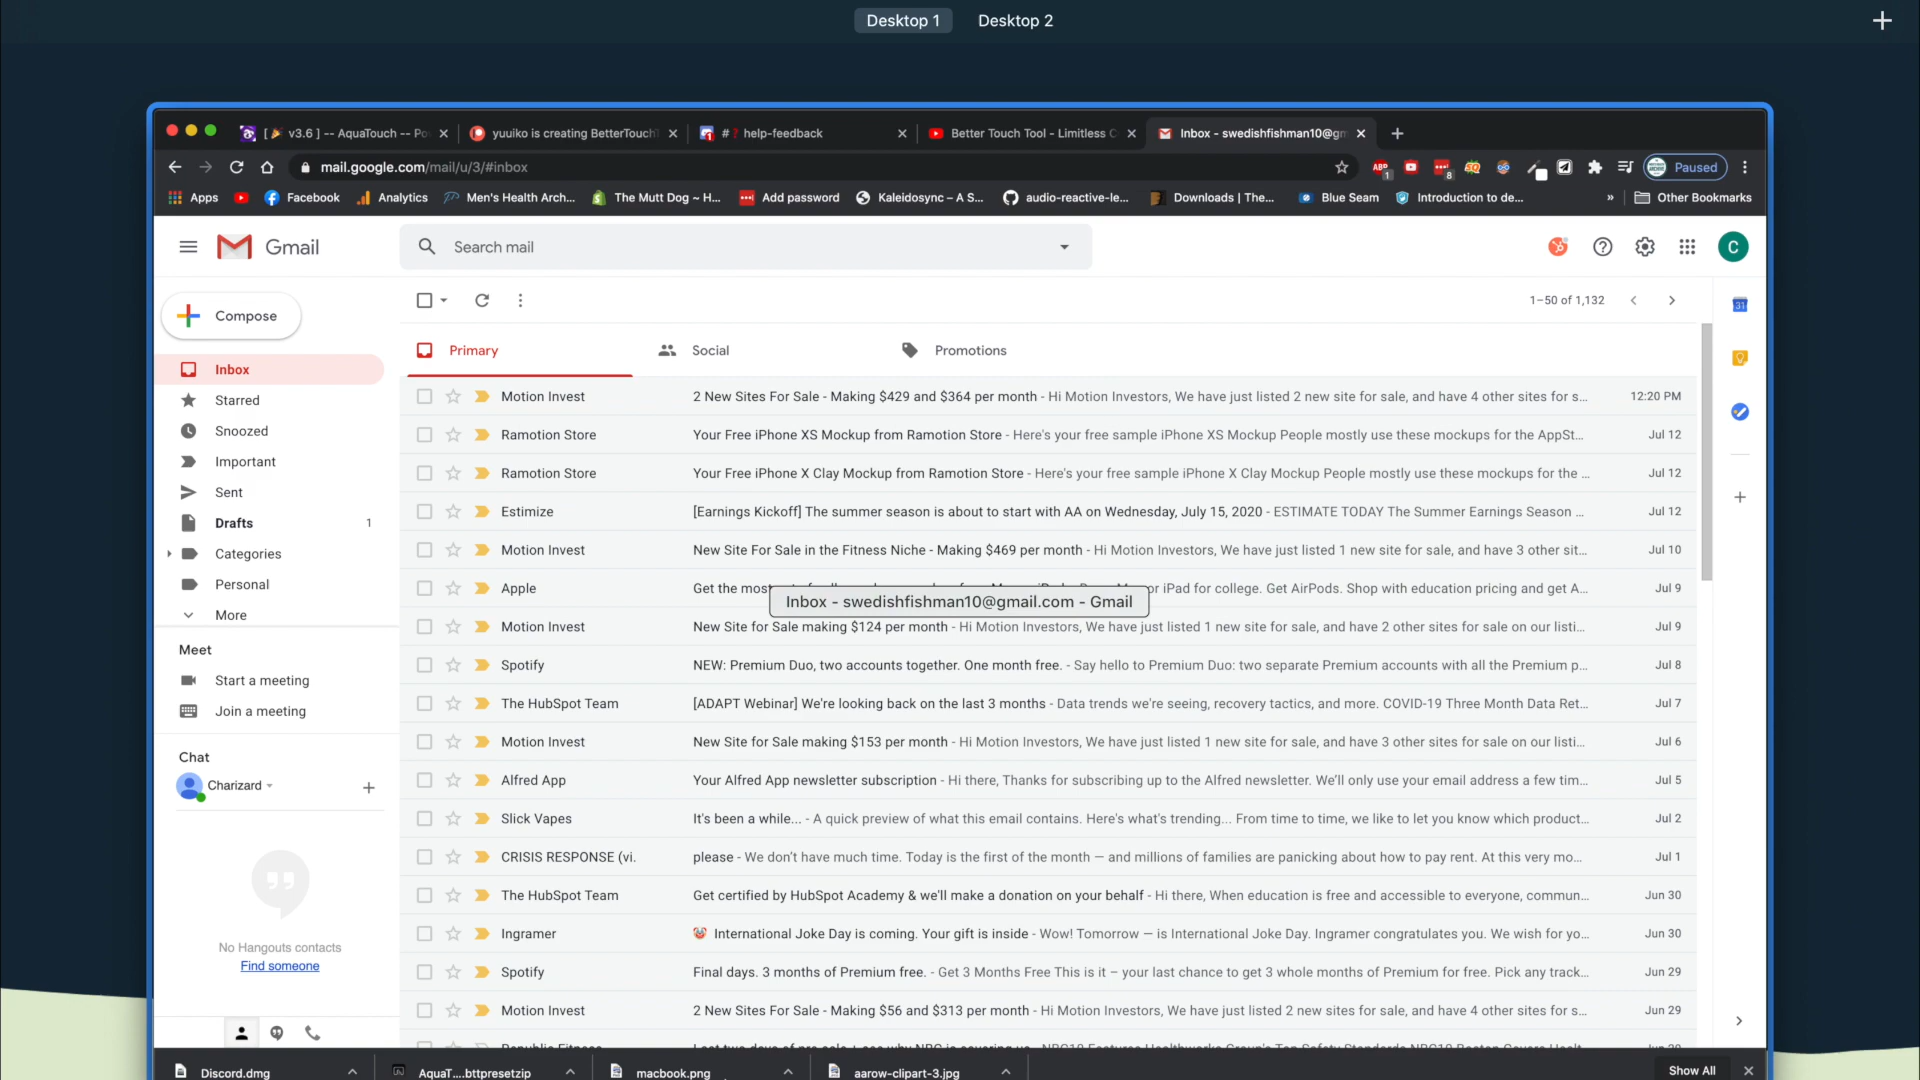 Desktop 1 Desktop 2
[ 🎉 v3.6 ] -- AquaTouch -- Po
yuuiko is creating BetterTouch
# ❓ help-feedback
Better Touch Tool - Limitless C
Inbox - swedishfishman10@gm
mail.google.com/mail/u/3/#inbox
ABP 1 8 Paused
Apps Facebook Analytics Men's Health Arch... The Mutt Dog ~ H... Add password Kaleidosync – A S... audio-reactive-le... Downloads | The... Blue Seam Introduction to de... » Other Bookmarks
Gmail Search mail C
Compose
1–50 of 1,132
31
Primary Social Promotions
Inbox
Starred
Snoozed
Important
Sent
Drafts 1
Categories
Personal
More
Meet
Start a meeting
Join a meeting
Chat
Charizard
No Hangouts contacts
Find someone
Motion Invest 2 New Sites For Sale - Making $429 and $364 per month - Hi Motion Investors, We have just listed 2 new site for sale, and have 4 other sites for s... 12:20 PM
Ramotion Store Your Free iPhone XS Mockup from Ramotion Store - Here's your free sample iPhone XS Mockup People mostly use these mockups for the AppSt... Jul 12
Ramotion Store Your Free iPhone X Clay Mockup from Ramotion Store - Here's your free sample iPhone X Clay Mockup People mostly use these mockups for the ... Jul 12
Estimize [Earnings Kickoff] The summer season is about to start with AA on Wednesday, July 15, 2020 - ESTIMATE TODAY The Summer Earnings Season ... Jul 12
Motion Invest New Site For Sale in the Fitness Niche - Making $469 per month - Hi Motion Investors, We have just listed 1 new site for sale, and have 3 other sit... Jul 10
Apple Get the most or iPad for college. Get AirPods. Shop with education pricing and get A... Jul 9
Inbox - swedishfishman10@gmail.com - Gmail
Motion Invest New Site for Sale making $124 per month - Hi Motion Investors, We have just listed 1 new site for sale, and have 2 other sites for sale on our listi... Jul 9
Spotify NEW: Premium Duo, two accounts together. One month free. - Say hello to Premium Duo: two separate Premium accounts with all the Premium p... Jul 8
The HubSpot Team [ADAPT Webinar] We're looking back on the last 3 months - Data trends we're seeing, recovery tactics, and more. COVID-19 Three Month Data Ret... Jul 7
Motion Invest New Site for Sale making $153 per month - Hi Motion Investors, We have just listed 1 new site for sale, and have 3 other sites for sale on our listi... Jul 6
Alfred App Your Alfred App newsletter subscription - Hi there, Thanks for subscribing up to the Alfred newsletter. We'll only use your email address a few tim... Jul 5
Slick Vapes It's been a while... - A quick preview of what this email contains. Here's what's trending... From time to time, we like to let you know which product... Jul 2
CRISIS RESPONSE (vi. please - We don't have much time. Today is the first of the month — and millions of families are panicking about how to pay rent. At this very mo... Jul 1
The HubSpot Team Get certified by HubSpot Academy & we'll make a donation on your behalf - Hi there, When education is free and accessible to everyone, commun... Jun 30
Ingramer 🤡 International Joke Day is coming. Your gift is inside - Wow! Tomorrow — is International Joke Day. Ingramer congratulates you. We wish for yo... Jun 30
Spotify Final days. 3 months of Premium free. - Get 3 Months Free This is it – your last chance to get 3 whole months of Premium for free. Pick any track... Jun 29
Motion Invest 2 New Sites For Sale - Making $56 and $313 per month - Hi Motion Investors, We have just listed 2 new site for sale, and have 4 other sites for s... Jun 29
Discord.dmg AquaT....bttpresetzip macbook.png aarow-clipart-3.jpg Show All